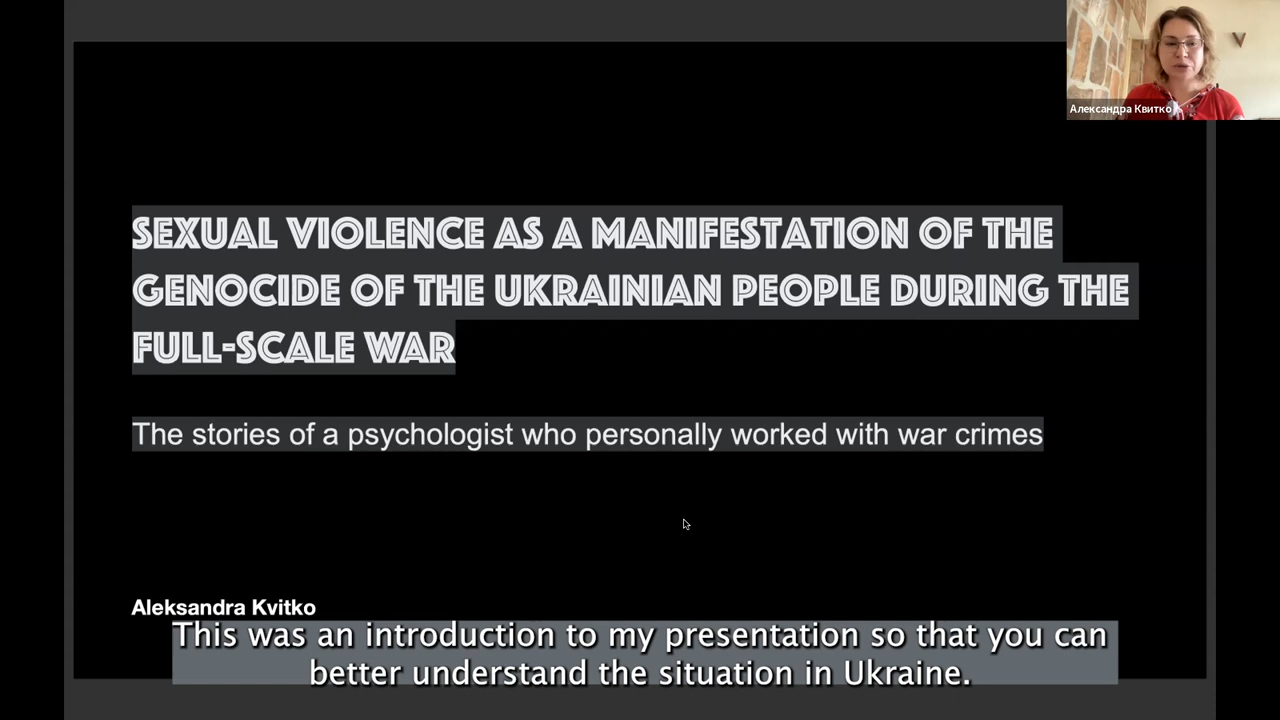 Александра Квитко
SEXUAL VIOLENCE AS A MANIFESTATION OF THE
GENOCIDE OF THE UKRAINIAN PEOPLE DURING THE
FULL-SCALE WAR
The stories of a psychologist who personally worked with war crimes
Aleksandra Kvitko
This was an introduction to my presentation so that you can
better understand the situation in Ukraine.